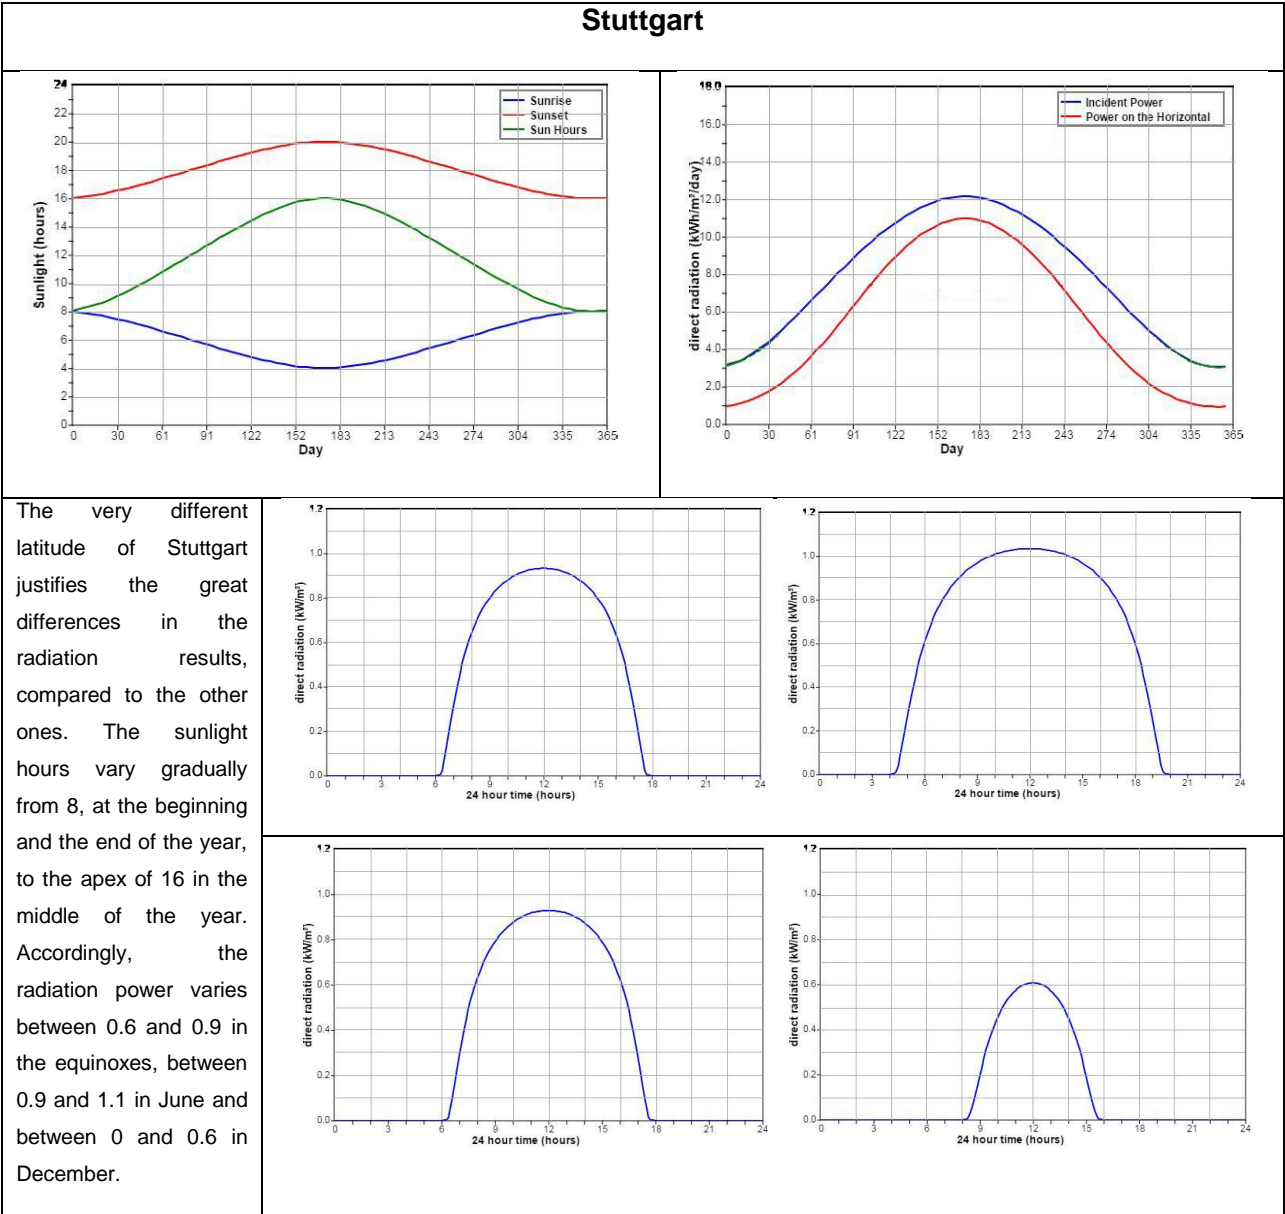 Stuttgart
24
22
20
18
16
14
12
10
8
6
4
2
0
0 30 61 91 122 152 183 213 243 274 304 335 365
Sunlight (hours)
Day
Sunrise
Sunset
Sun Hours
18.0
16.0
14.0
12.0
10.0
8.0
6.0
4.0
2.0
0.0
0 30 61 91 122 152 183 213 243 274 304 335 365
direct radiation (kWh/m²/day)
Day
Incident Power
Power on the Horizontal
The very different
latitude of Stuttgart
justifies the great
differences in the
radiation results,
compared to the other
ones. The sunlight
hours vary gradually
from 8, at the beginning
and the end of the year,
to the apex of 16 in the
middle of the year.
Accordingly, the
radiation power varies
between 0.6 and 0.9 in
the equinoxes, between
0.9 and 1.1 in June and
between 0 and 0.6 in
December.
1.2
1.0
0.8
0.6
0.4
0.2
0.0
0 3 6 9 12 15 18 21 24
direct radiation (kW/m²)
24 hour time (hours)
1.2
1.0
0.8
0.6
0.4
0.2
0.0
0 3 6 9 12 15 18 21 24
direct radiation (kW/m²)
24 hour time (hours)
1.2
1.0
0.8
0.6
0.4
0.2
0.0
0 3 6 9 12 15 18 21 24
direct radiation (kW/m²)
24 hour time (hours)
1.2
1.0
0.8
0.6
0.4
0.2
0.0
0 3 6 9 12 15 18 21 24
direct radiation (kW/m²)
24 hour time (hours)